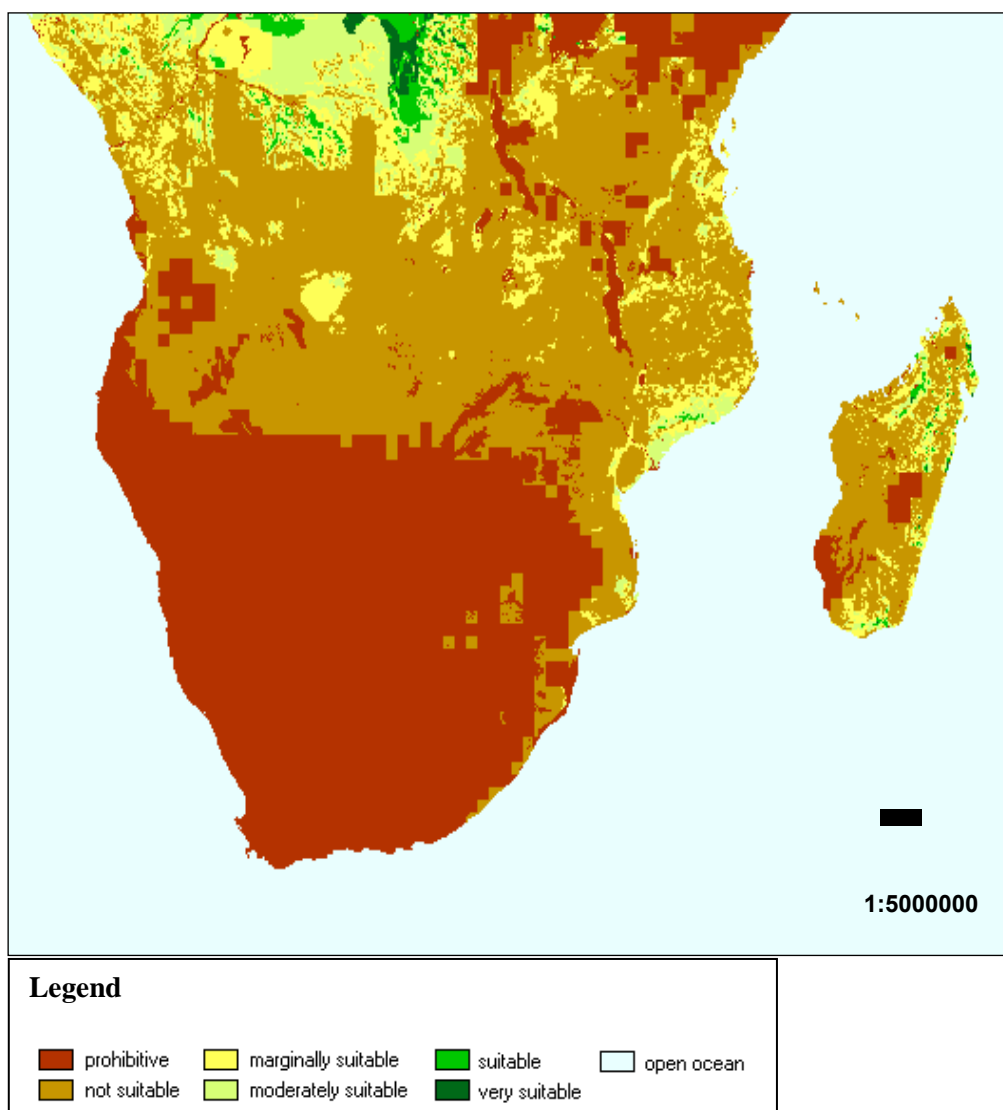 1:5000000
Legend
prohibitive marginally suitable suitable open ocean
not suitable moderately suitable very suitable